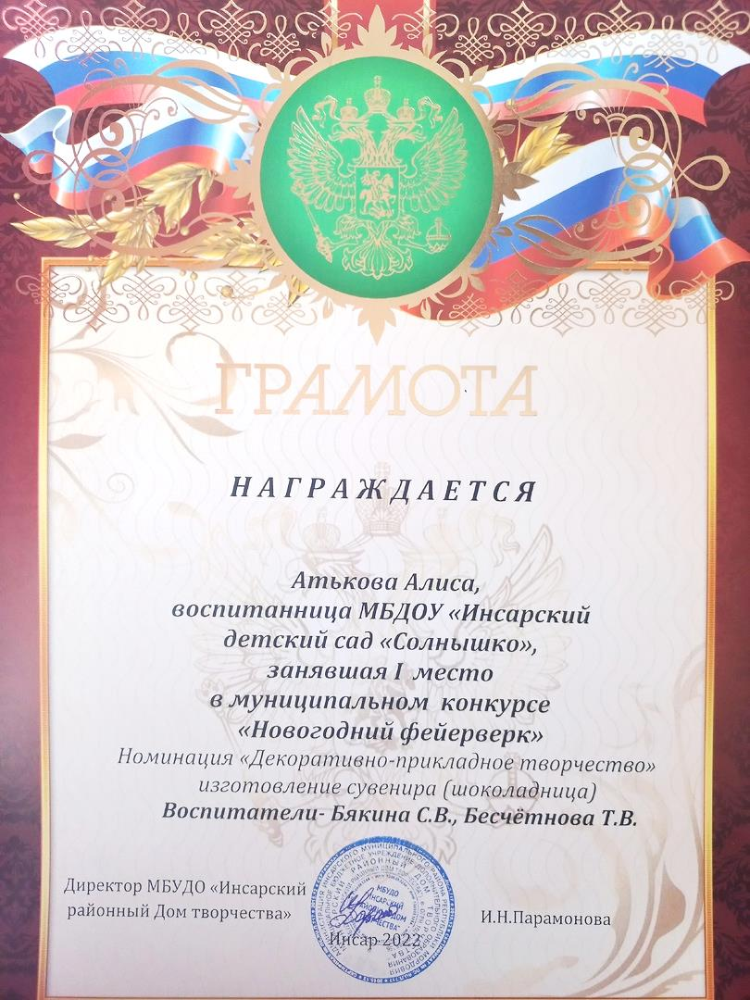 ГРАМОТА
НАГРАЖДАЕТСЯ
Атькова Алиса,
воспитанница МБДОУ «Инсарский
детский сад «Солнышко»,
занявшая I место
в муниципальном конкурсе
«Новогодний фейерверк»
Номинация «Декоративно-прикладное творчество»
изготовление сувенира (шоколадница)
Воспитатели- Бякина С.В., Бесчётнова Т.В.
Директор МБУДО «Инсарский
районный Дом творчества»
И.Н.Парамонова
МБУДО
Инсар 2022